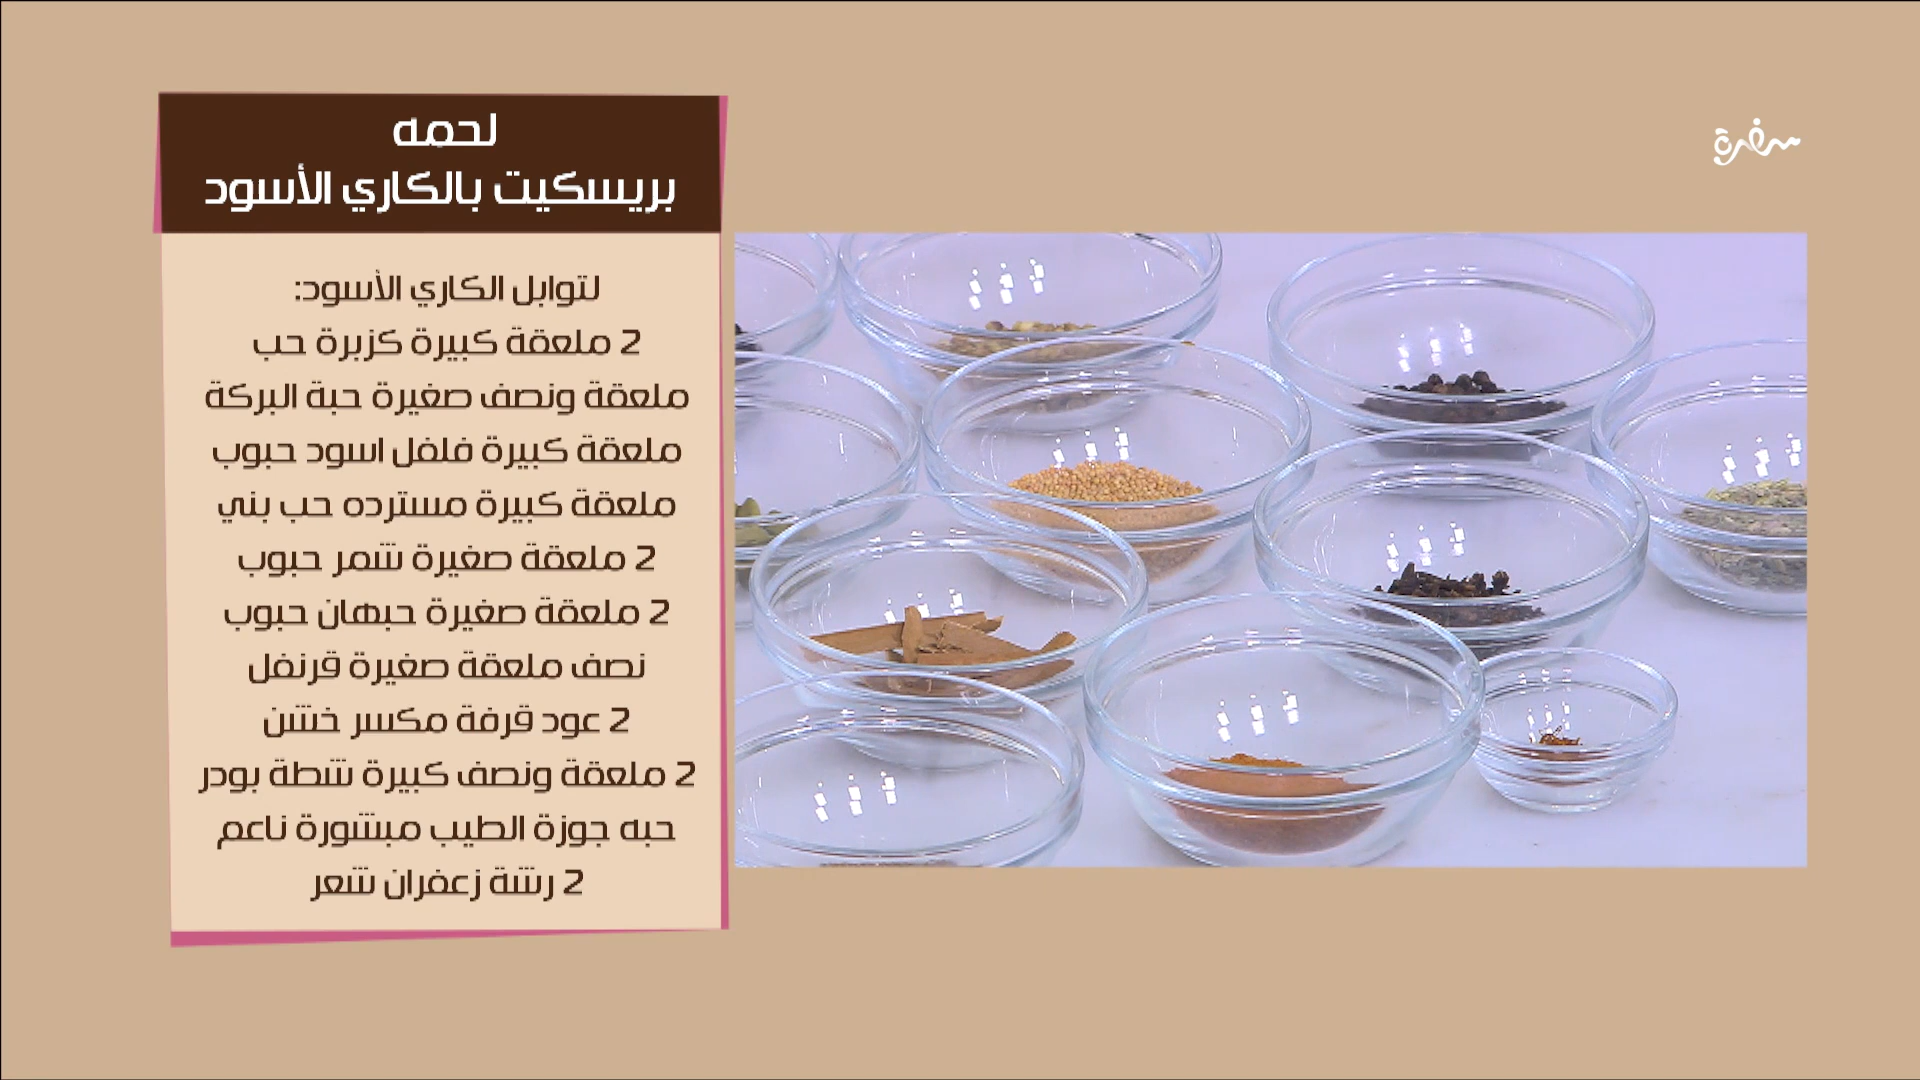 لحمه
بريسكيت بالكاري الأسود
سفرة
لتوابل الكاري الأسود:
2 ملعقة كبيرة كزبرة حب
ملعقة ونصف صغيرة حبة البركة
ملعقة كبيرة فلفل اسود حبوب
ملعقة كبيرة مسترده حب بني
2 ملعقة صغيرة شمر حبوب
2 ملعقة صغيرة حبهان حبوب
نصف ملعقة صغيرة قرنفل
2 عود قرفة مكسر خشن
2 ملعقة ونصف كبيرة شطة بودر
حبه جوزة الطيب مبشورة ناعم
2 رشة زعفران شعر